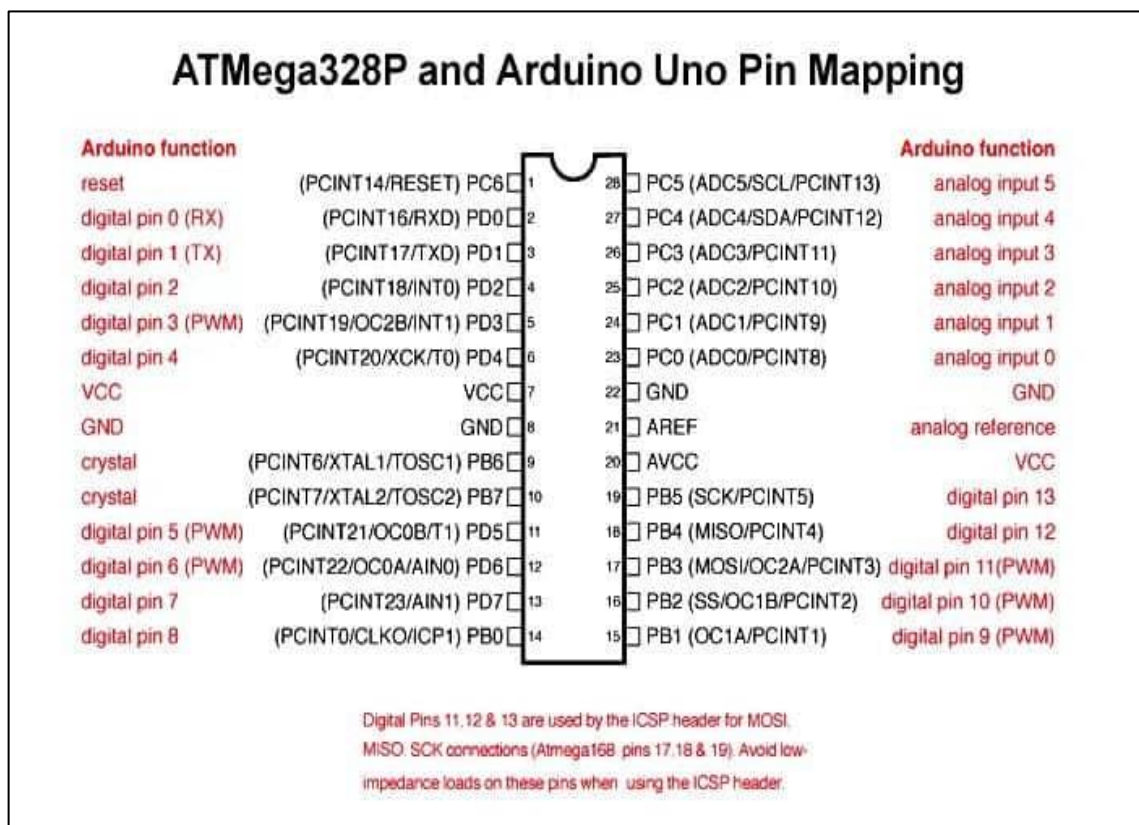 ATMega328P and Arduino Uno Pin Mapping
Arduino function Arduino function
reset (PCINT14/RESET) PC6 1 28 PC5 (ADC5/SCL/PCINT13) analog input 5
digital pin 0 (RX) (PCINT16/RXD) PD0 2 27 PC4 (ADC4/SDA/PCINT12) analog input 4
digital pin 1 (TX) (PCINT17/TXD) PD1 3 26 PC3 (ADC3/PCINT11) analog input 3
digital pin 2 (PCINT18/INT0) PD2 4 25 PC2 (ADC2/PCINT10) analog input 2
digital pin 3 (PWM) (PCINT19/OC2B/INT1) PD3 5 24 PC1 (ADC1/PCINT9) analog input 1
digital pin 4 (PCINT20/XCK/T0) PD4 6 23 PC0 (ADC0/PCINT8) analog input 0
VCC VCC 7 22 GND GND
GND GND 8 21 AREF analog reference
crystal (PCINT6/XTAL1/TOSC1) PB6 9 20 AVCC VCC
crystal (PCINT7/XTAL2/TOSC2) PB7 10 19 PB5 (SCK/PCINT5) digital pin 13
digital pin 5 (PWM) (PCINT21/OC0B/T1) PD5 11 18 PB4 (MISO/PCINT4) digital pin 12
digital pin 6 (PWM) (PCINT22/OC0A/AIN0) PD6 12 17 PB3 (MOSI/OC2A/PCINT3) digital pin 11(PWM)
digital pin 7 (PCINT23/AIN1) PD7 13 16 PB2 (SS/OC1B/PCINT2) digital pin 10 (PWM)
digital pin 8 (PCINT0/CLKO/ICP1) PB0 14 15 PB1 (OC1A/PCINT1) digital pin 9 (PWM)
Digital Pins 11.12 & 13 are used by the ICSP header for MOSI.
MISO. SCK connections (Atmega168 pins 17.18 & 19). Avoid low-
impedance loads on these pins when using the ICSP header.